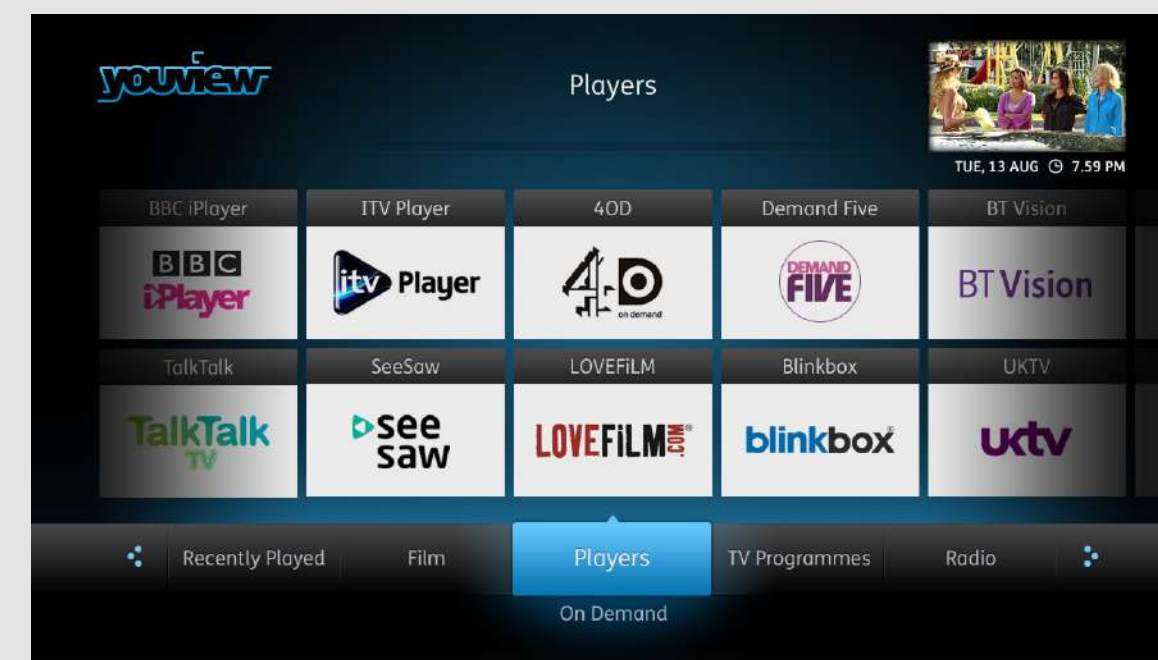 youview
Players
TUE, 13 AUG 7.59 PM
BBC iPlayer
ITV Player
4OD
Demand Five
BT Vision
BBC
iPlayer
itv Player
4oD
on demand
DEMAND
FIVE
BT Vision
TalkTalk
SeeSaw
LOVEFiLM
Blinkbox
UKTV
TalkTalk
TV
see
saw
LOVEFiLM.COM®
blinkbox®
uktv
Recently Played
Film
Players
TV Programmes
Radio
On Demand